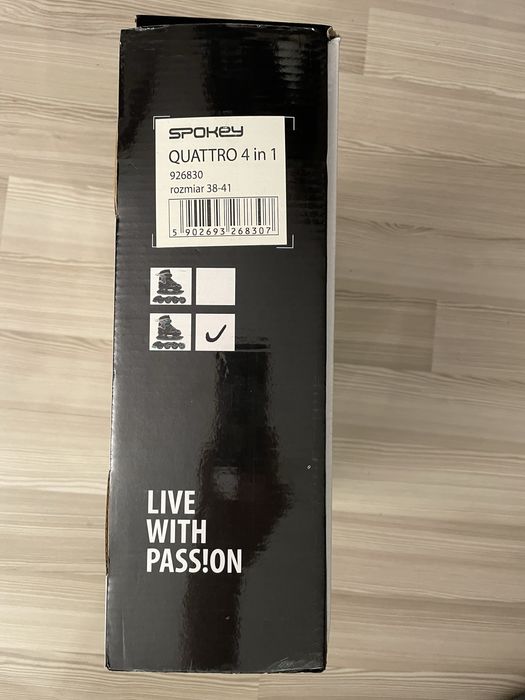 SPOKEY
QUATTRO 4 in 1
926830
rozmiar 38-41
5 902693 268307
LIVE
WITH
PASS!ON